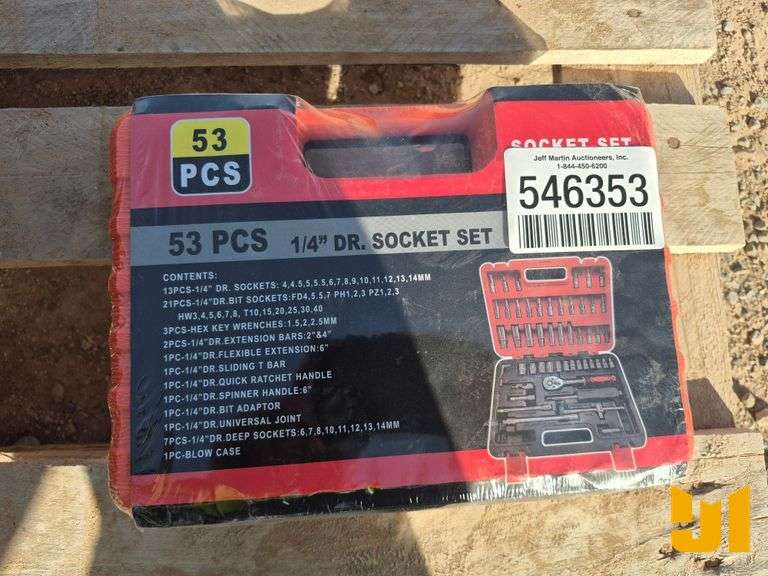 53
PCS
SOCKET SET
Jeff Martin Auctioneers, Inc.
1-844-450-6200
546353
53 PCS 1/4” DR. SOCKET SET
CONTENTS:
13PCS-1/4" DR. SOCKETS: 4,4.5,5,5.5,6,7,8,9,10,11,12,13,14MM
21PCS-1/4"DR.BIT SOCKETS:FD4,5.5,7 PH1,2,3 PZ1,2,3
HW3,4,5,6,7,8, T10,15,20,25,30,40
3PCS-HEX KEY WRENCHES:1.5,2,2.5MM
2PCS-1/4"DR.EXTENSION BARS:2"&4"
1PC-1/4"DR.FLEXIBLE EXTENSION:6"
1PC-1/4"DR.SLIDING T BAR
1PC-1/4"DR.QUICK RATCHET HANDLE
1PC-1/4"DR.SPINNER HANDLE:6"
1PC-1/4"DR.BIT ADAPTOR
1PC-1/4"DR.UNIVERSAL JOINT
7PCS-1/4"DR.DEEP SOCKETS:6,7,8,10,11,12,13,14MM
1PC-BLOW CASE